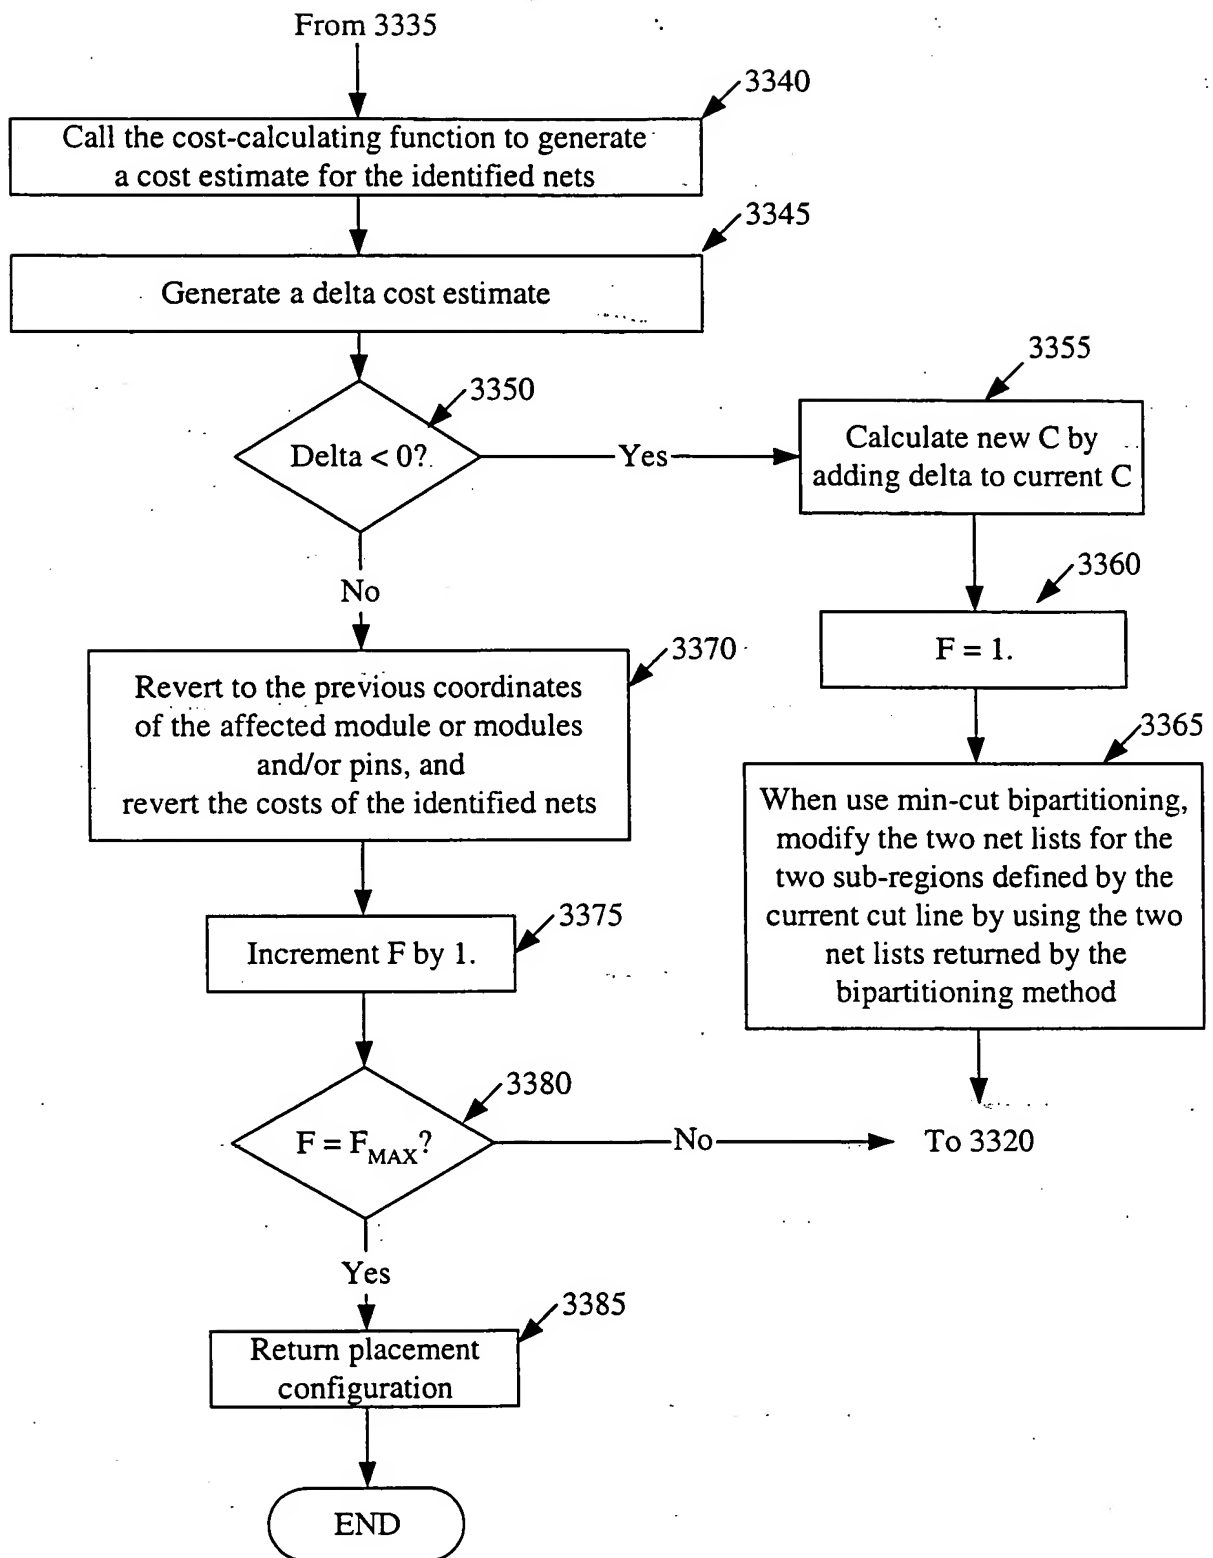 From 3335
3340
Call the cost-calculating function to generate
a cost estimate for the identified nets
3345
Generate a delta cost estimate
3350
Delta < 0?
Yes
3355
Calculate new C by
adding delta to current C
3360
F = 1.
3365
When use min-cut bipartitioning,
modify the two net lists for the
two sub-regions defined by the
current cut line by using the two
net lists returned by the
bipartitioning method
No
3370
Revert to the previous coordinates
of the affected module or modules
and/or pins, and
revert the costs of the identified nets
3375
Increment F by 1.
3380
F = FMAX?
No
To 3320
Yes
3385
Return placement
configuration
END